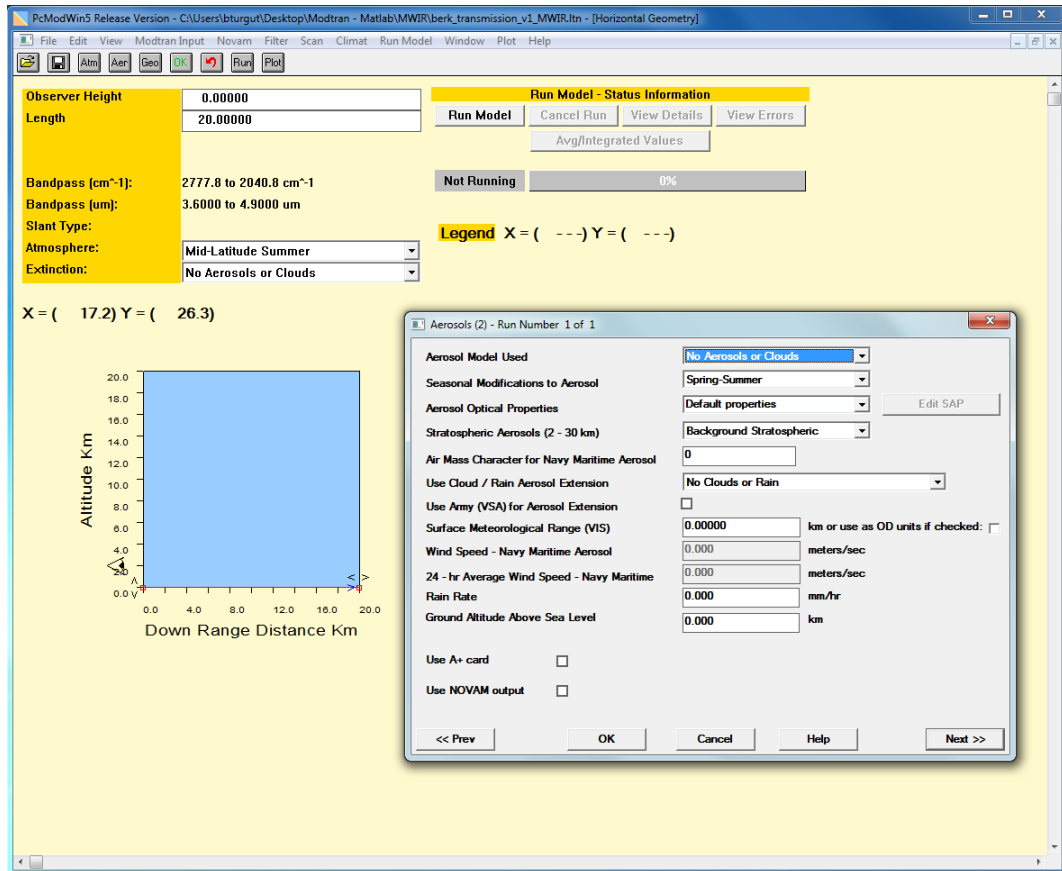 PcModWin5 Release Version - C:\Users\bturgut\Desktop\Modtran - Matlab\MWIR\berk_transmission_v1_MWIR.ltn - [Horizontal Geometry]
File Edit View Modtran Input Novam Filter Scan Climat Run Model Window Plot Help
Atm Aer Geo OK Run Plot
Observer Height 0.00000
Length 20.00000
Bandpass (cm^-1): 2777.8 to 2040.8 cm^-1
Bandpass (um): 3.6000 to 4.9000 um
Slant Type:
Atmosphere: Mid-Latitude Summer
Extinction: No Aerosols or Clouds
X = ( 17.2) Y = ( 26.3)
Run Model - Status Information
Run Model Cancel Run View Details View Errors
Avg/Integrated Values
Not Running 0%
Legend X = ( - - -) Y = ( - - -)
20.0
18.0
16.0
14.0
12.0
10.0
8.0
6.0
4.0
2.0
0.0
Altitude Km
0.0 4.0 8.0 12.0 16.0 20.0
Down Range Distance Km
Aerosols (2) - Run Number 1 of 1
Aerosol Model Used No Aerosols or Clouds
Seasonal Modifications to Aerosol Spring-Summer
Aerosol Optical Properties Default properties Edit SAP
Stratospheric Aerosols (2 - 30 km) Background Stratospheric
Air Mass Character for Navy Maritime Aerosol 0
Use Cloud / Rain Aerosol Extension No Clouds or Rain
Use Army (VSA) for Aerosol Extension
Surface Meteorological Range (VIS) 0.00000 km or use as OD units if checked:
Wind Speed - Navy Maritime Aerosol 0.000 meters/sec
24 - hr Average Wind Speed - Navy Maritime 0.000 meters/sec
Rain Rate 0.000 mm/hr
Ground Altitude Above Sea Level 0.000 km
Use A+ card
Use NOVAM output
<< Prev OK Cancel Help Next >>